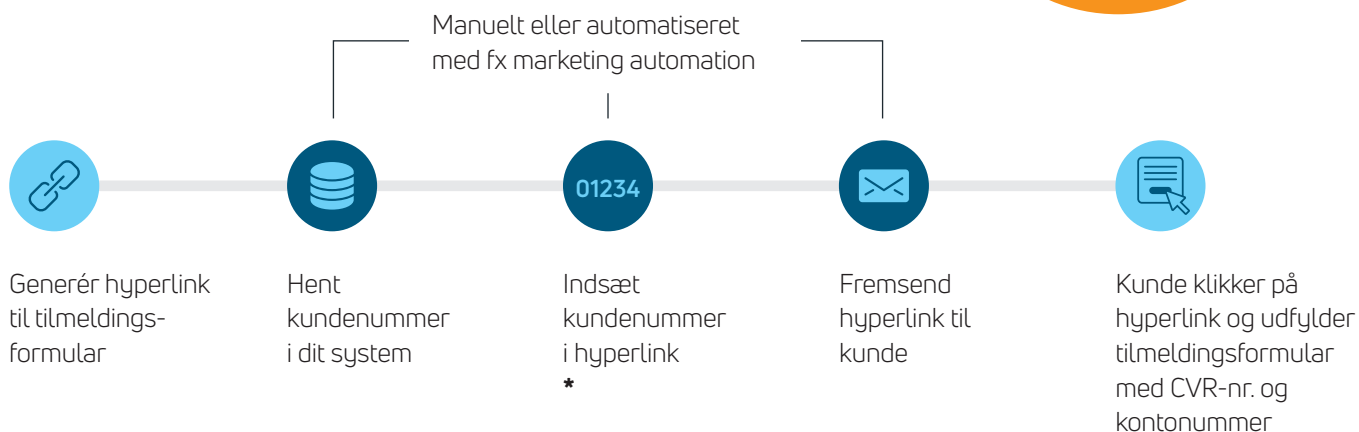 Manuelt eller automatiseret
med fx marketing automation
01234
Generér hyperlink
til tilmeldings-
formular
Hent
kundenummer
i dit system
Indsæt
kundenummer
i hyperlink
*
Fremsend
hyperlink til
kunde
Kunde klikker på
hyperlink og udfylder
tilmeldingsformular
med CVR-nr. og
kontonummer